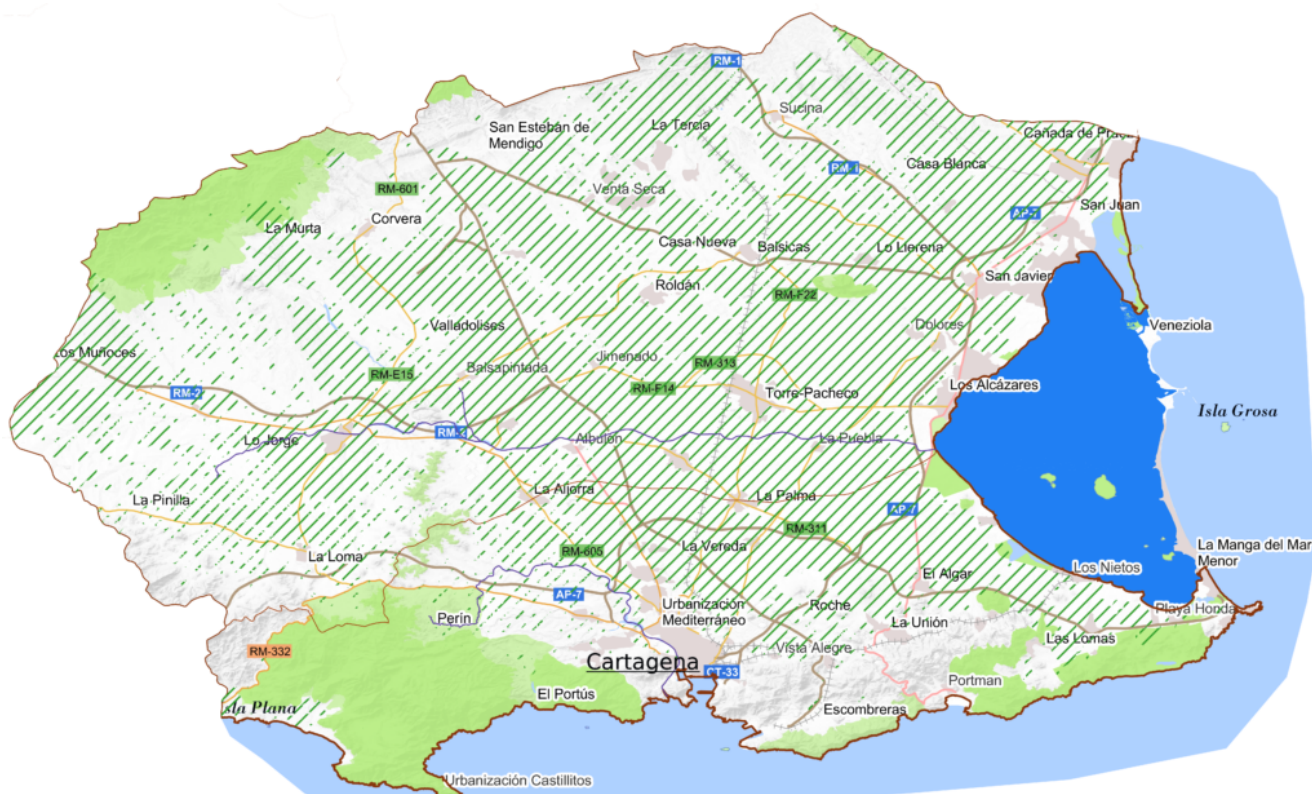 RM-1
Sucina
San Esteban de
Mendigo
La Tercia
Cañada de
Casa Blanca
RM-1
RM-601
Venta Seca
San Juan
AP-7
Corvera
La Murta
Casa Nueva
Balsicas
Lo Llerena
San Javier
Roldán
RM-F22
Valladolises
Dolores
Veneziola
Los Muñoces
Jimenado
RM-313
Balsapintada
RM-E15
RM-F14
Torre-Pacheco
Los Alcázares
RM-2
Isla Grosa
Lo Jorge
RM-2
Albujón
La Puebla
La Pinilla
La Aljorra
La Palma
AP-7
RM-311
La Vereda
La Loma
RM-605
La Manga del Mar
Menor
Los Nietos
El Algar
AP-7
Urbanización
Mediterráneo
Roche
Playa Honda
Perín
La Unión
Las Lomas
RM-332
Vista Alegre
Cartagena
CT-33
Portman
El Portús
Escombreras
sla Plana
Urbanización Castillitos